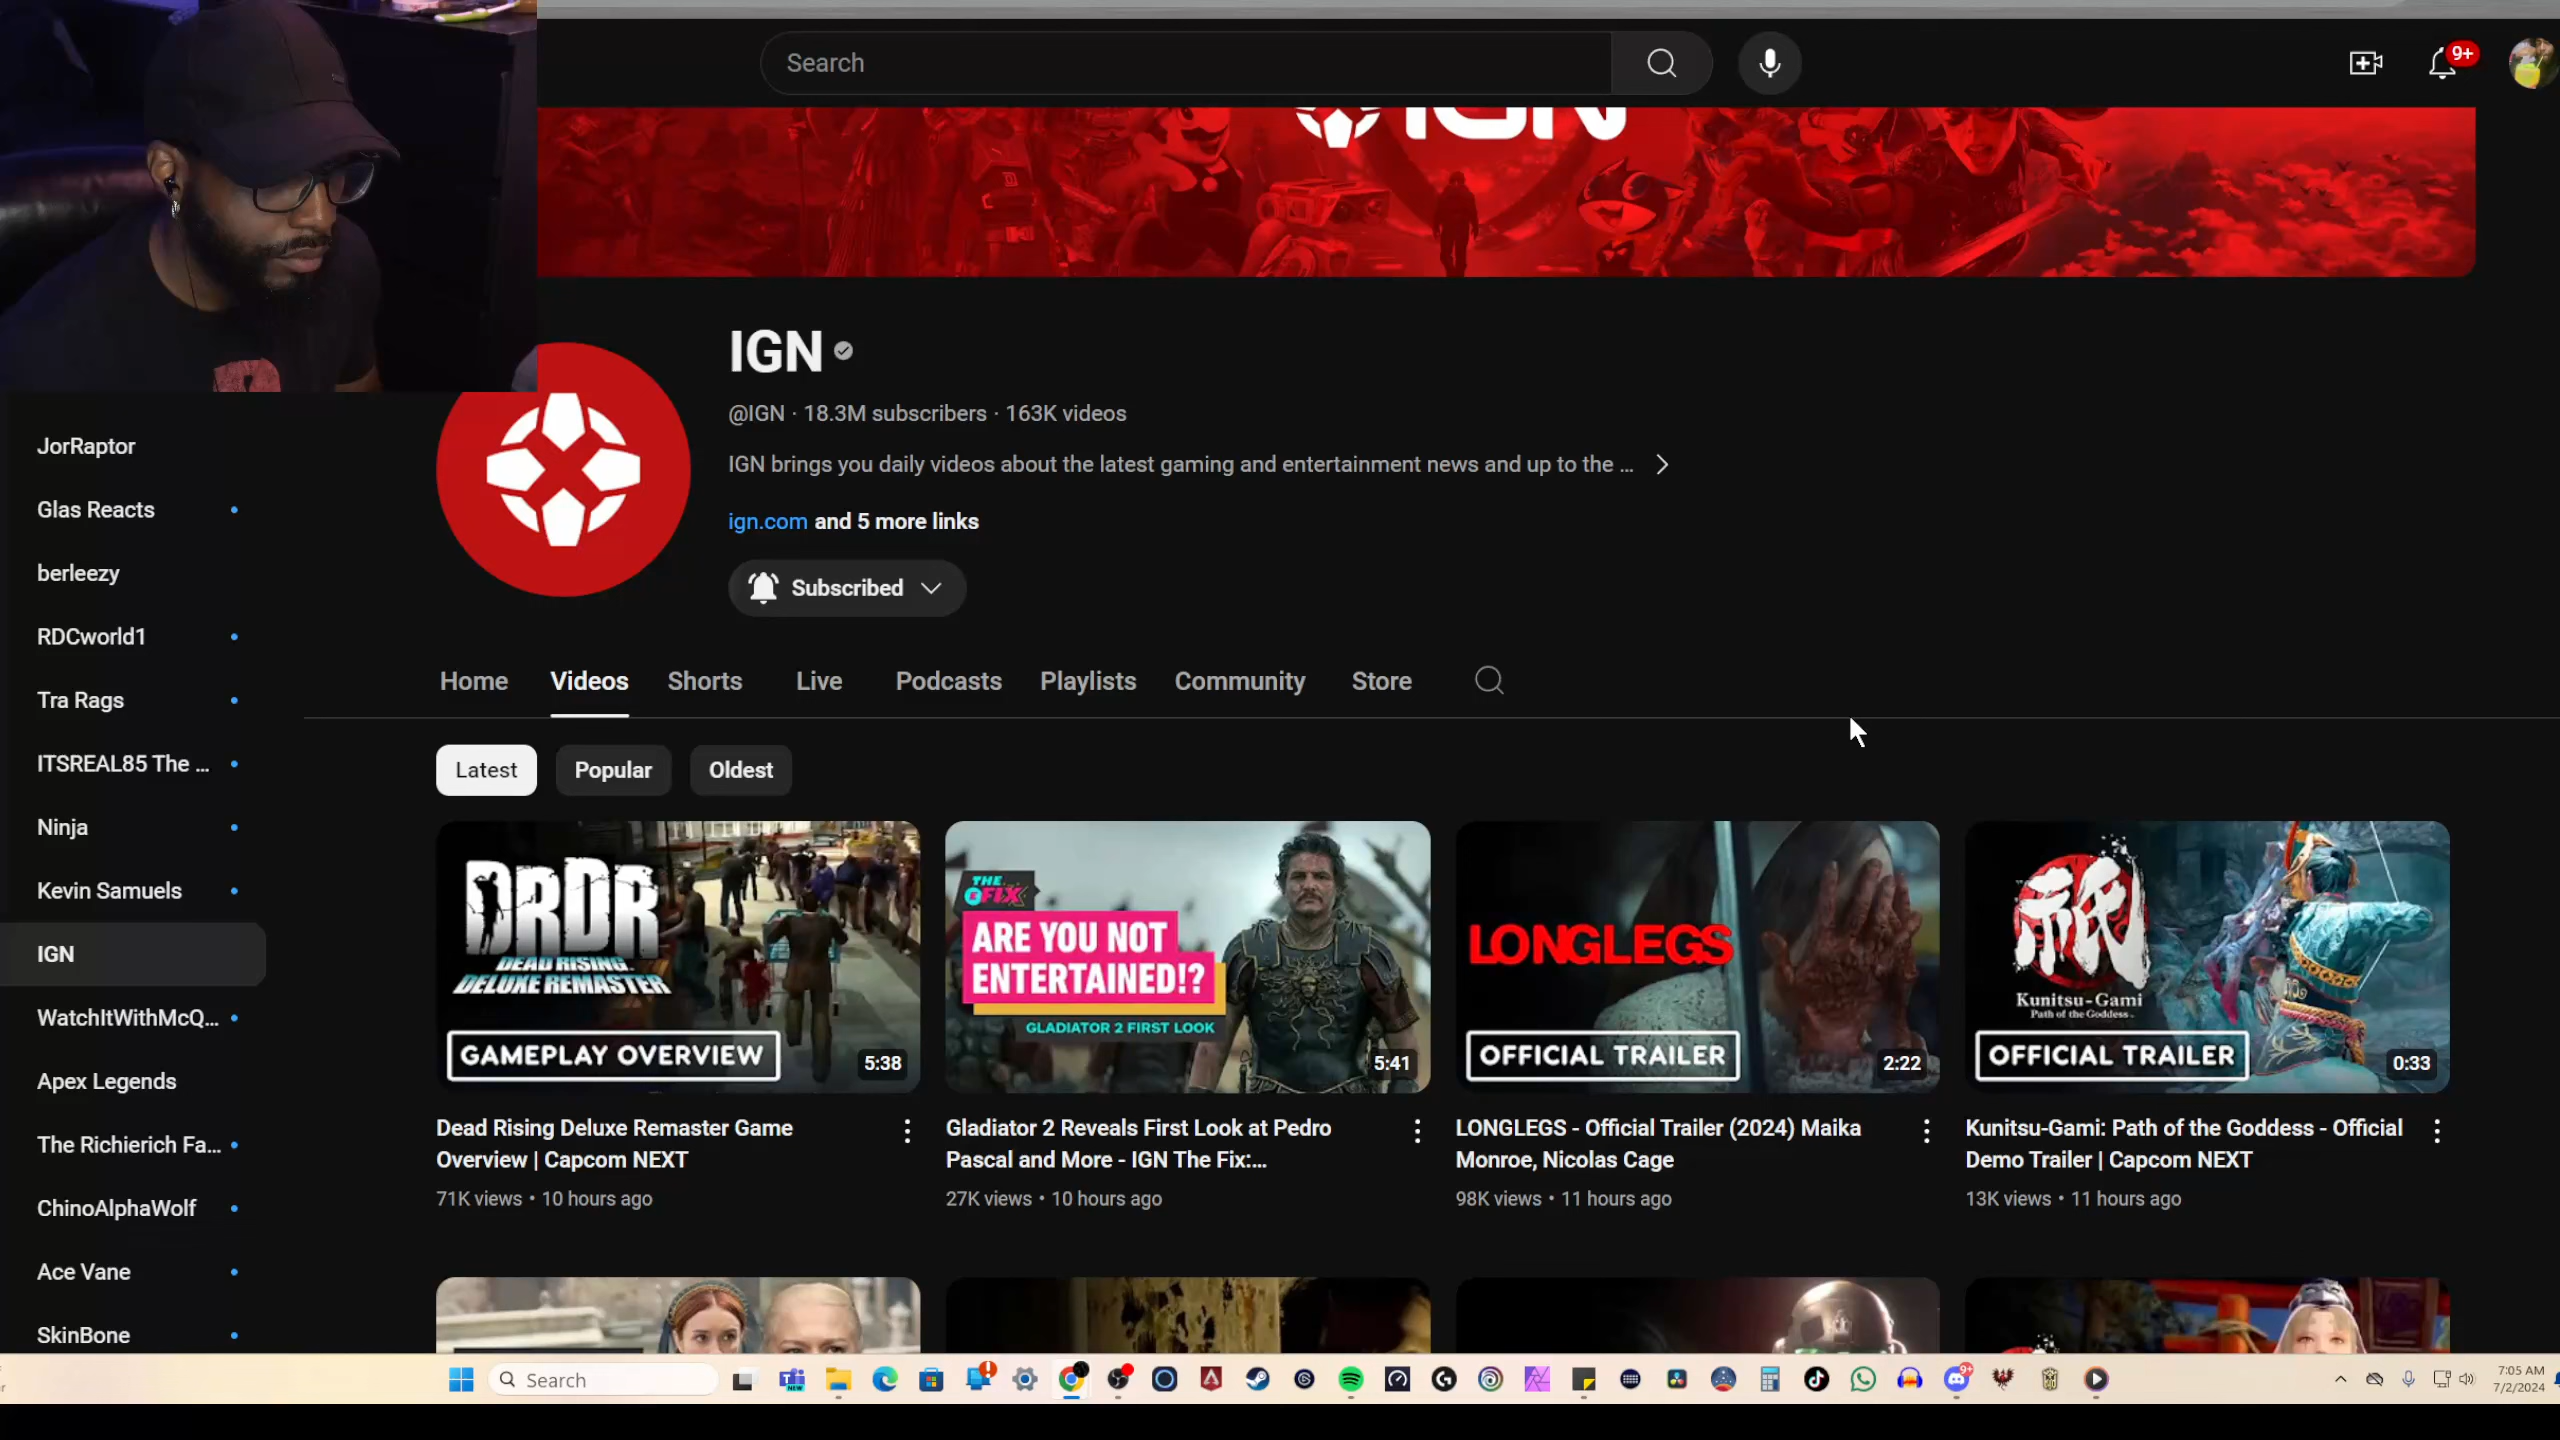 Search
9+
IGN
IGN
@IGN · 18.3M subscribers · 163K videos
IGN brings you daily videos about the latest gaming and entertainment news and up to the ...
ign.com and 5 more links
Subscribed
JorRaptor
Glas Reacts
berleezy
RDCworld1
Tra Rags
ITSREAL85 The ...
Ninja
Kevin Samuels
IGN
WatchItWithMcQ...
Apex Legends
The Richierich Fa...
ChinoAlphaWolf
Ace Vane
SkinBone
Home Videos Shorts Live Podcasts Playlists Community Store
Latest Popular Oldest
DRDR
DEAD RISING
DELUXE REMASTER
GAMEPLAY OVERVIEW
5:38
THE
FIX
ARE YOU NOT
ENTERTAINED!?
GLADIATOR 2 FIRST LOOK
5:41
LONGLEGS
OFFICIAL TRAILER
2:22
祇
Kunitsu-Gami
Path of the Goddess
OFFICIAL TRAILER
0:33
Dead Rising Deluxe Remaster Game
Overview | Capcom NEXT
71K views • 10 hours ago
Gladiator 2 Reveals First Look at Pedro
Pascal and More - IGN The Fix:...
27K views • 10 hours ago
LONGLEGS - Official Trailer (2024) Maika
Monroe, Nicolas Cage
98K views • 11 hours ago
Kunitsu-Gami: Path of the Goddess - Official
Demo Trailer | Capcom NEXT
13K views • 11 hours ago
Search
NEW
9+
7:05 AM
7/2/2024